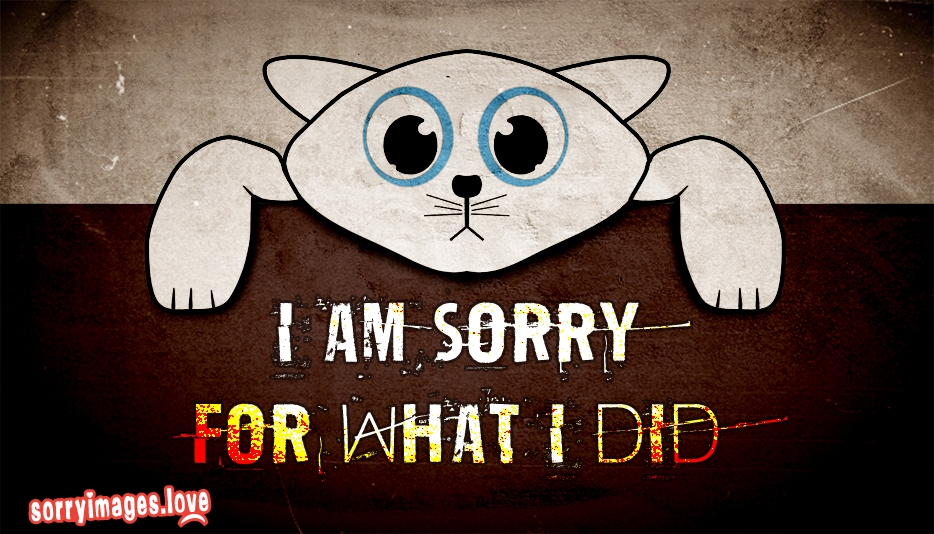 I AM SORRY
FOR WHAT I DID
sorryimages.love